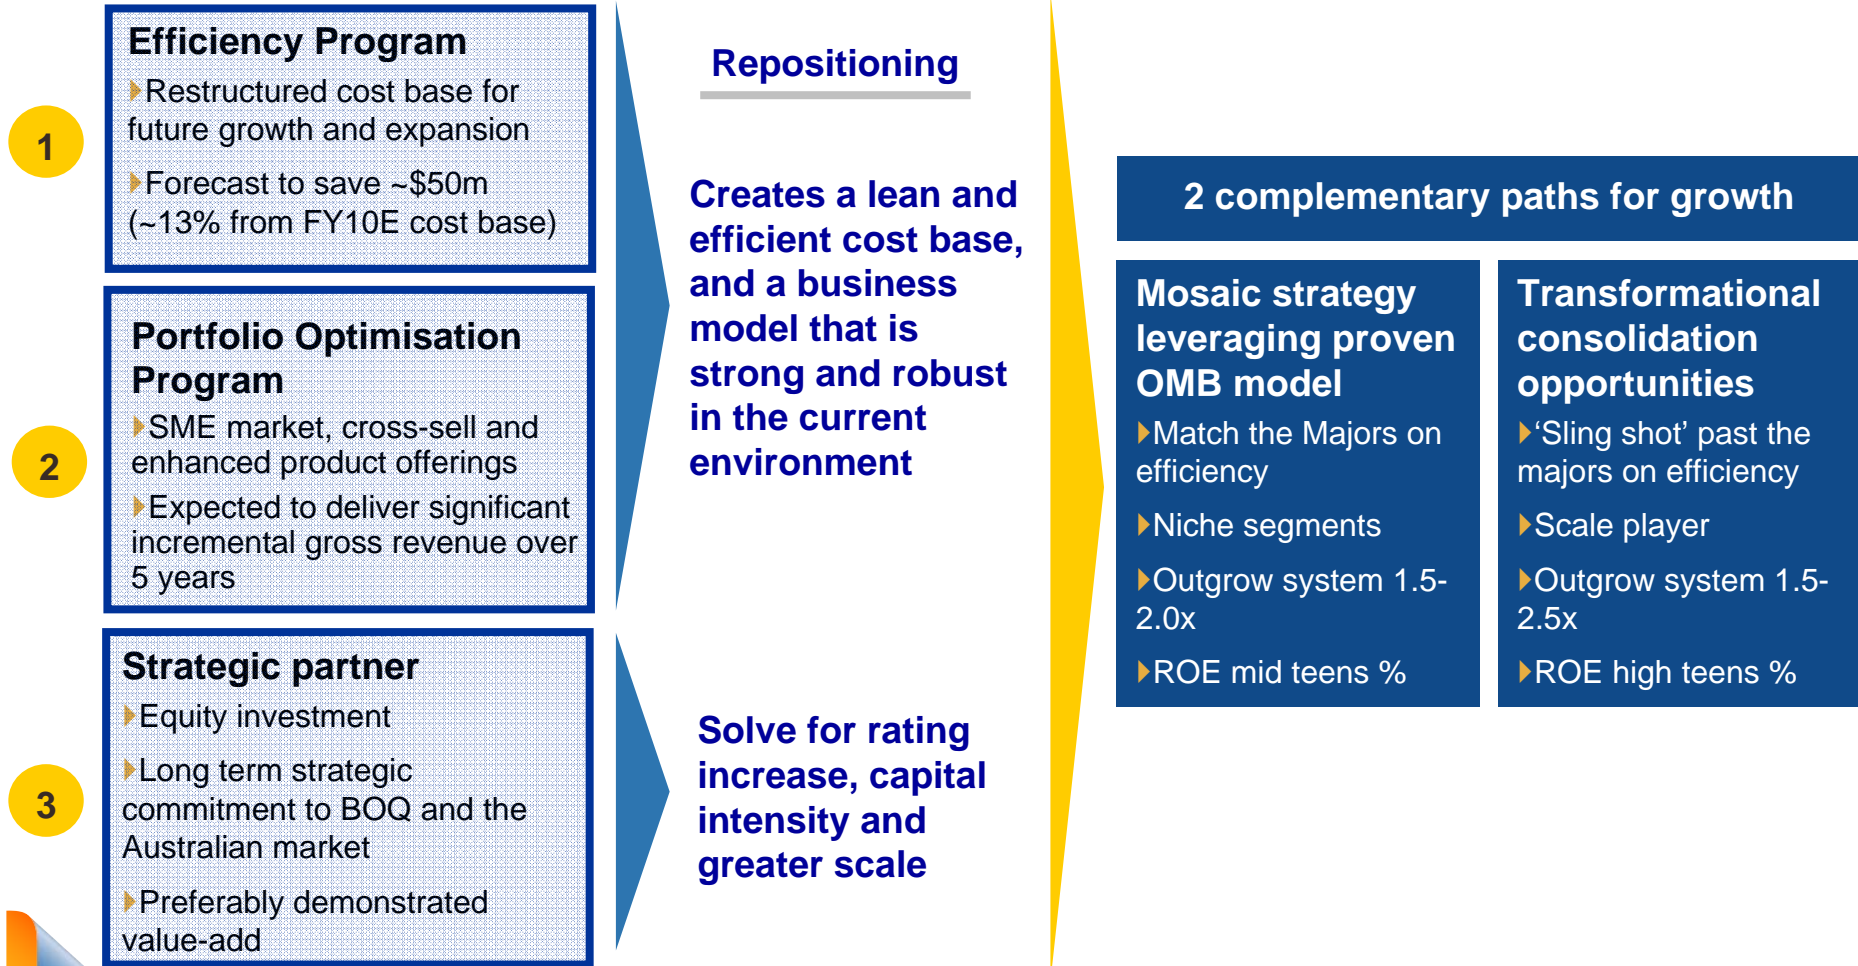 1
Efficiency Program
Restructured cost base for
future growth and expansion
Forecast to save ~$50m
(~13% from FY10E cost base)
2
Portfolio Optimisation
Program
SME market, cross-sell and
enhanced product offerings
Expected to deliver significant
incremental gross revenue over
5 years
3
Strategic partner
Equity investment
Long term strategic
commitment to BOQ and the
Australian market
Preferably demonstrated
value-add
Repositioning
Creates a lean and
efficient cost base,
and a business
model that is
strong and robust
in the current
environment
Solve for rating
increase, capital
intensity and
greater scale
2 complementary paths for growth
Mosaic strategy
leveraging proven
OMB model
Match the Majors on
efficiency
Niche segments
Outgrow system 1.5-
2.0x
ROE mid teens %
Transformational
consolidation
opportunities
‘Sling shot’ past the
majors on efficiency
Scale player
Outgrow system 1.5-
2.5x
ROE high teens %